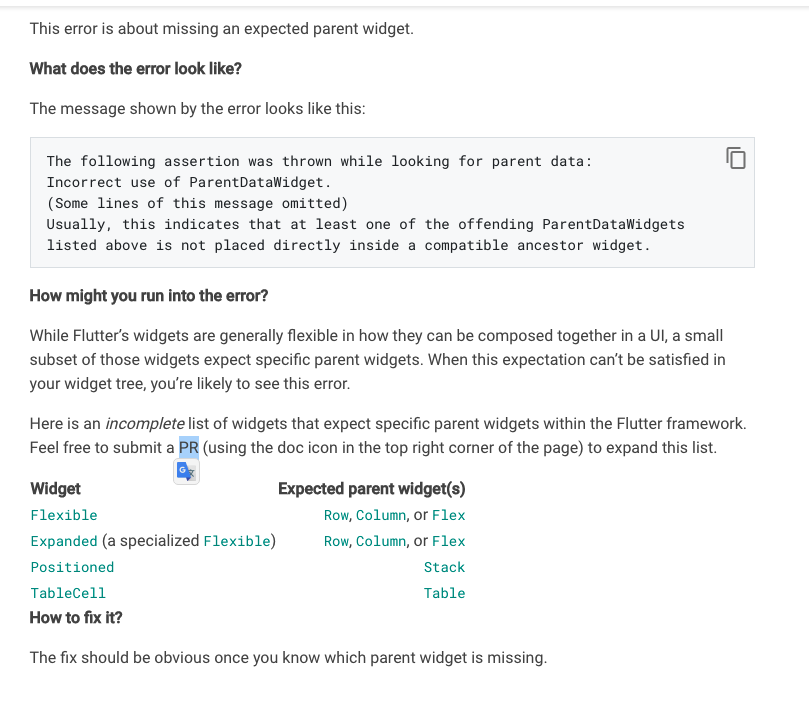 This error is about missing an expected parent widget.
What does the error look like?
The message shown by the error looks like this:
The following assertion was thrown while looking for parent data:
Incorrect use of ParentDataWidget.
(Some lines of this message omitted)
Usually, this indicates that at least one of the offending ParentDataWidgets
listed above is not placed directly inside a compatible ancestor widget.
How might you run into the error?
While Flutter’s widgets are generally flexible in how they can be composed together in a UI, a small
subset of those widgets expect specific parent widgets. When this expectation can’t be satisfied in
your widget tree, you’re likely to see this error.
Here is an incomplete list of widgets that expect specific parent widgets within the Flutter framework.
Feel free to submit a PR (using the doc icon in the top right corner of the page) to expand this list.
Widget Expected parent widget(s)
Flexible Row, Column, or Flex
Expanded (a specialized Flexible) Row, Column, or Flex
Positioned Stack
TableCell Table
How to fix it?
The fix should be obvious once you know which parent widget is missing.